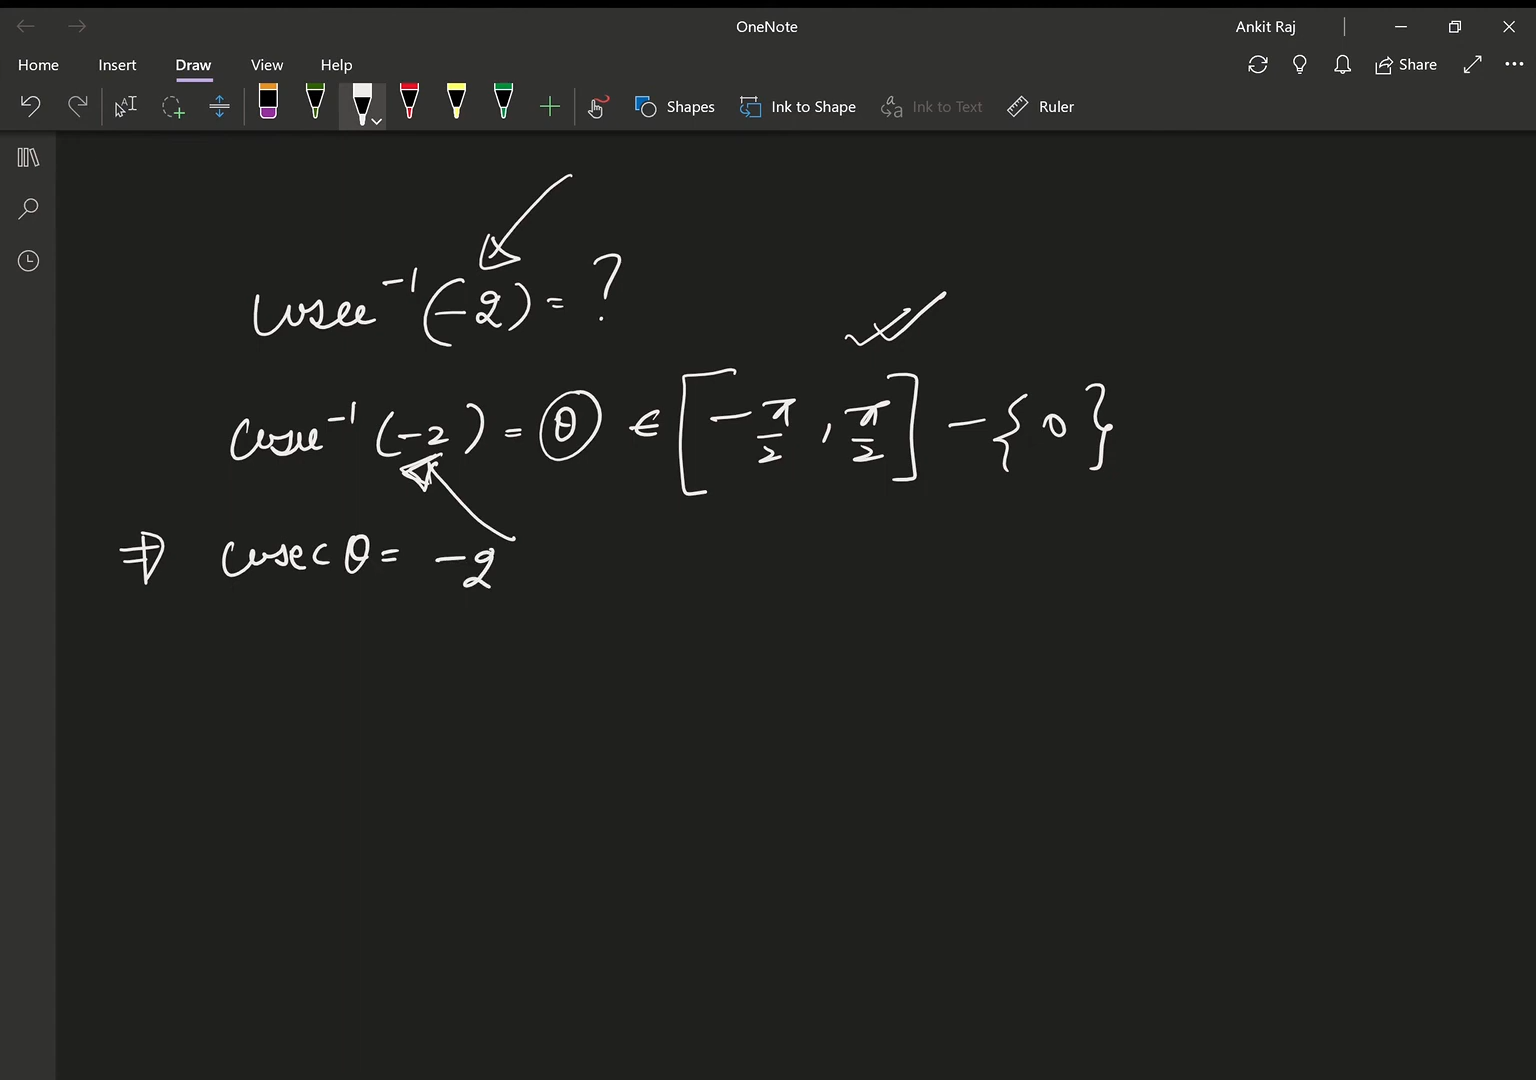 OneNote
Ankit Raj
Home Insert Draw View Help
Share
Shapes Ink to Shape Ink to Text Ruler
cosec⁻¹(-2) = ?
cosec⁻¹(-2) = θ ∈ [-π/2, π/2] - {0}
⇒ cosec θ = -2